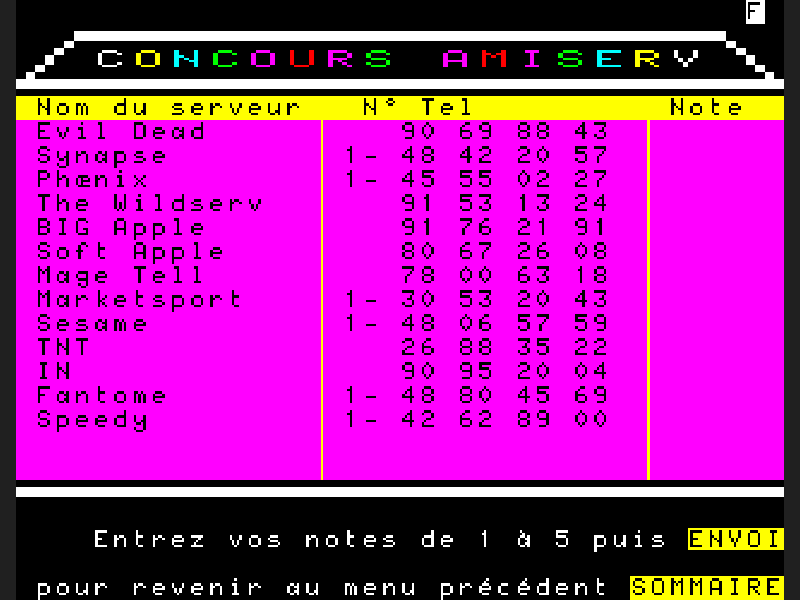 F
CONCOURS AMISERV
Nom du serveur N° Tel Note
Evil Dead 90 69 88 43
Synapse 1- 48 42 20 57
Phœnix 1- 45 55 02 27
The Wildserv 91 53 13 24
BIG Apple 91 76 21 91
Soft Apple 80 67 26 08
Mage Tell 78 00 63 18
Marketsport 1- 30 53 20 43
Sesame 1- 48 06 57 59
TNT 26 88 35 22
IN 90 95 20 04
Fantome 1- 48 80 45 69
Speedy 1- 42 62 89 00
Entrez vos notes de 1 à 5 puis ENVOI
pour revenir au menu précédent SOMMAIRE